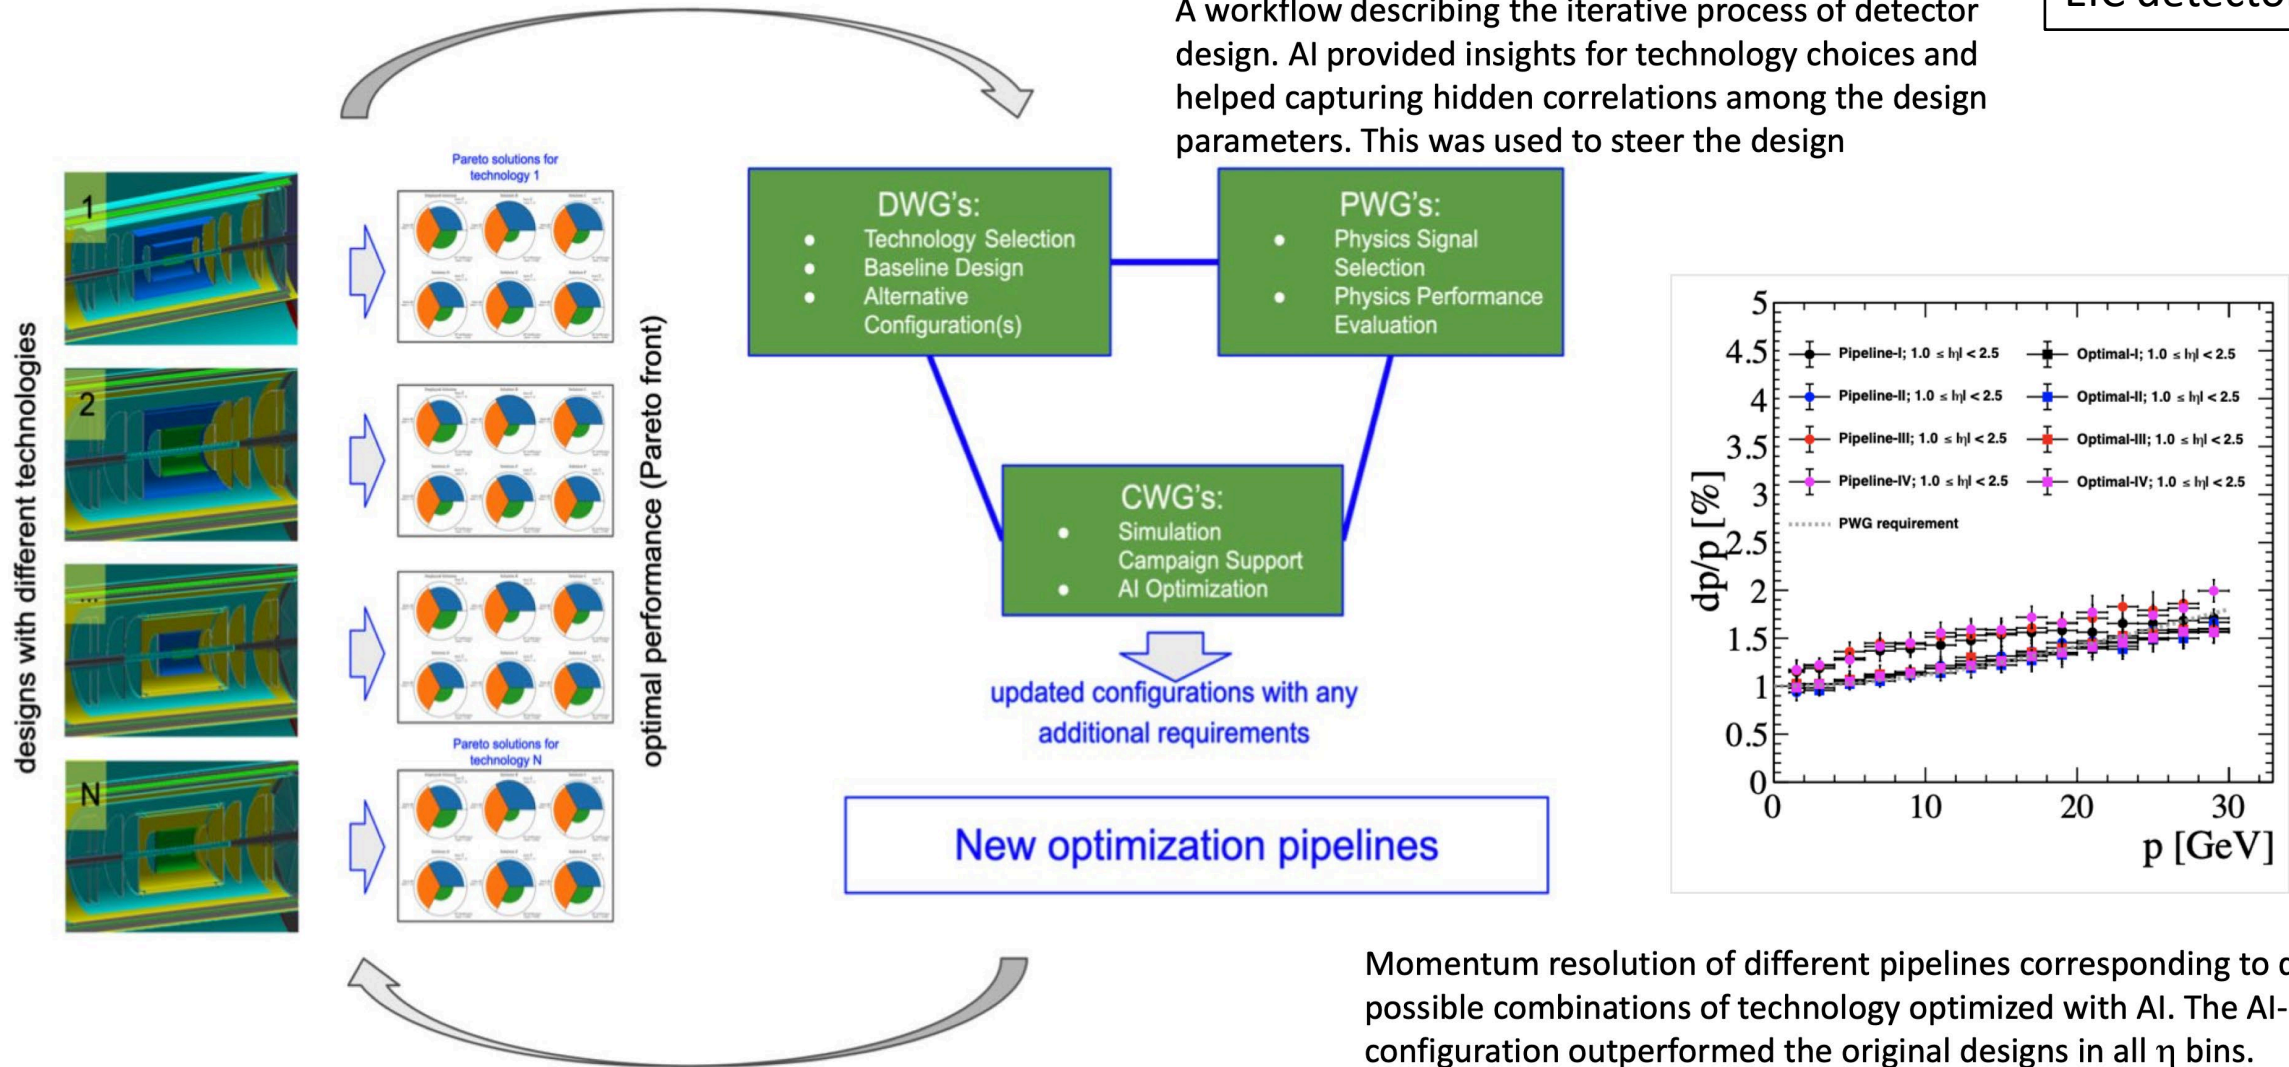 A workflow describing the iterative process of detector
design. AI provided insights for technology choices and
helped capturing hidden correlations among the design
parameters. This was used to steer the design
EIC
designs with different technologies
1
2
...
N
Pareto solutions for
technology 1
Pareto solutions for
technology N
optimal performance (Pareto front)
DWG's:
● Technology Selection
● Baseline Design
● Alternative
Configuration(s)
PWG's:
● Physics Signal
Selection
● Physics Performance
Evaluation
CWG's:
● Simulation
Campaign Support
● AI Optimization
updated configurations with any
additional requirements
New optimization pipelines
dp/p [%]
5
4.5
4
3.5
3
2.5
2
1.5
1
0.5
0
Pipeline-I; 1.0 ≤ |η| < 2.5
Optimal-I; 1.0 ≤ |η| < 2.5
Pipeline-II; 1.0 ≤ |η| < 2.5
Optimal-II; 1.0 ≤ |η| < 2.5
Pipeline-III; 1.0 ≤ |η| < 2.5
Optimal-III; 1.0 ≤ |η| < 2.5
Pipeline-IV; 1.0 ≤ |η| < 2.5
Optimal-IV; 1.0 ≤ |η| < 2.5
PWG requirement
0 10 20 30
p [GeV]
Momentum resolution of different pipelines corresponding to
possible combinations of technology optimized with AI. The AI-
configuration outperformed the original designs in all η bins.